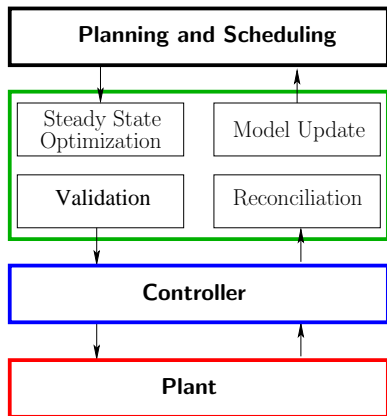 Planning and Scheduling
Steady State
Optimization
Model Update
Validation
Reconciliation
Controller
Plant